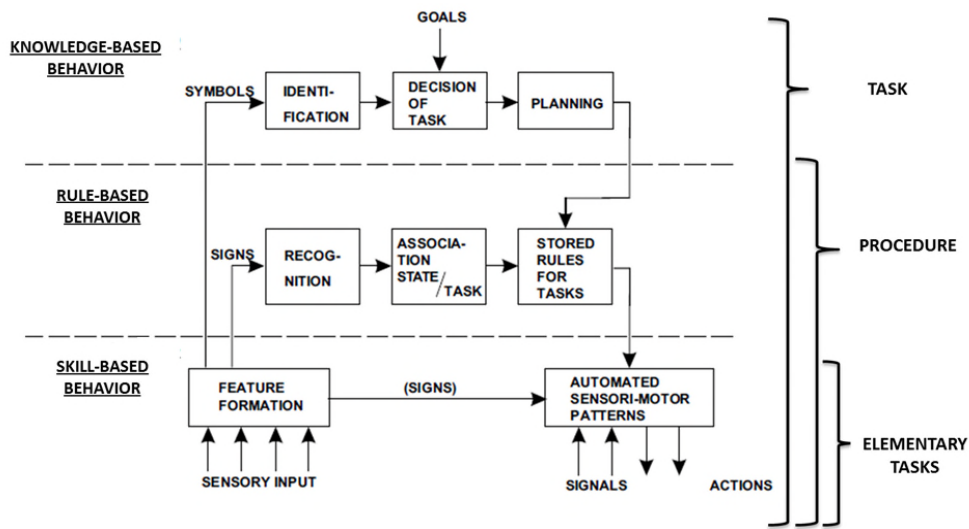 GOALS
KNOWLEDGE-BASED
BEHAVIOR
SYMBOLS
IDENTI-
FICATION
DECISION
OF
TASK
PLANNING
TASK
RULE-BASED
BEHAVIOR
SIGNS
RECOG-
NITION
ASSOCIA-
TION
STATE
/ TASK
STORED
RULES
FOR
TASKS
PROCEDURE
SKILL-BASED
BEHAVIOR
FEATURE
FORMATION
(SIGNS)
AUTOMATED
SENSORI-MOTOR
PATTERNS
ELEMENTARY
TASKS
SENSORY INPUT
SIGNALS
ACTIONS